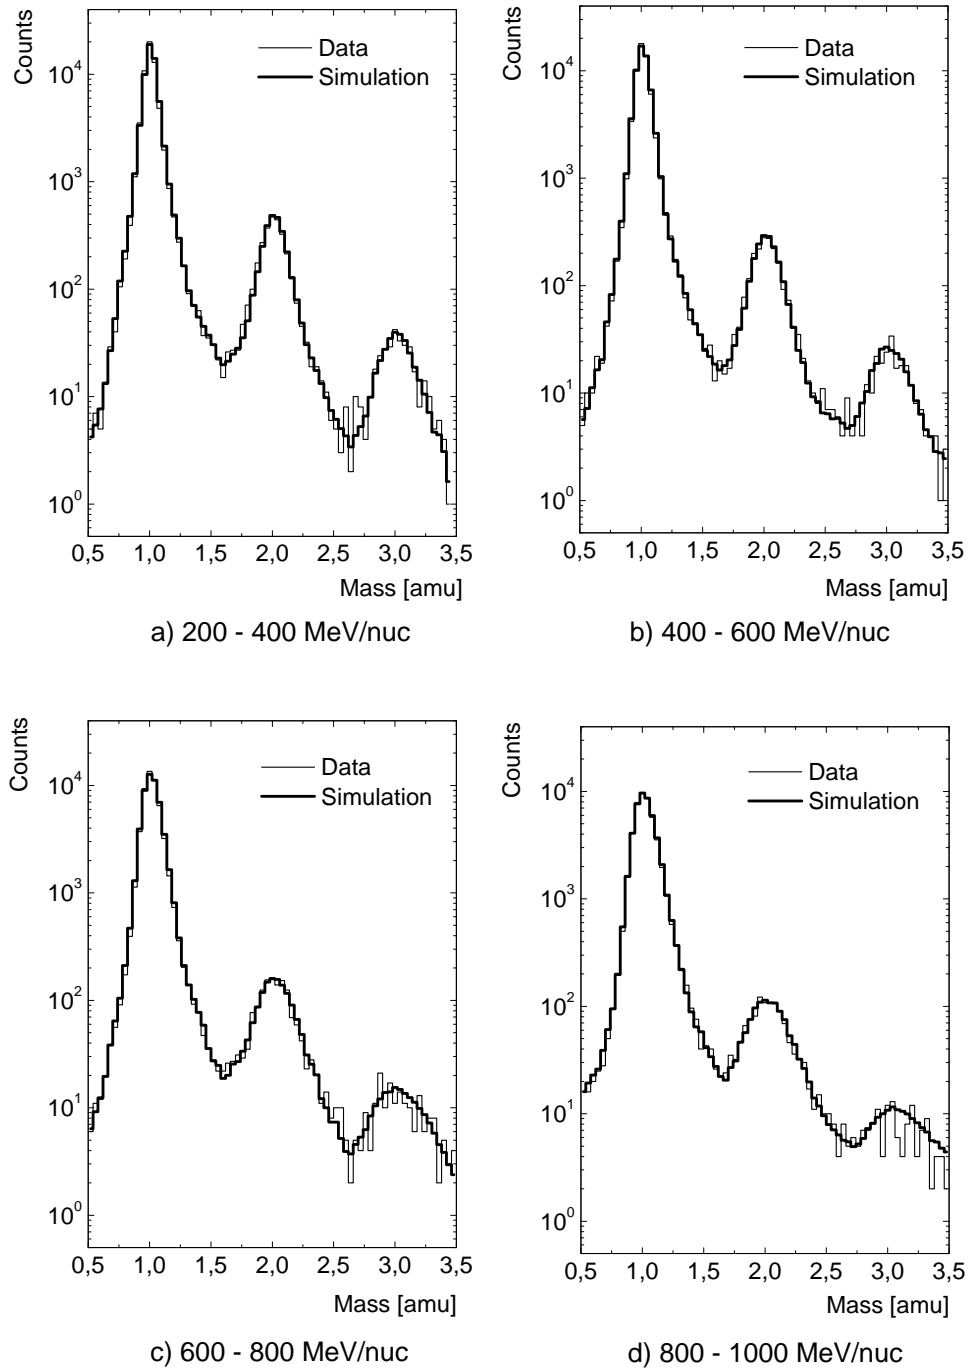 Counts
Data
Simulation
10^4
10^3
10^2
10^1
10^0
0,5 1,0 1,5 2,0 2,5 3,0 3,5
Mass [amu]
a) 200 - 400 MeV/nuc
Counts
Data
Simulation
10^4
10^3
10^2
10^1
10^0
0,5 1,0 1,5 2,0 2,5 3,0 3,5
Mass [amu]
b) 400 - 600 MeV/nuc
Counts
Data
Simulation
10^4
10^3
10^2
10^1
10^0
0,5 1,0 1,5 2,0 2,5 3,0 3,5
Mass [amu]
c) 600 - 800 MeV/nuc
Counts
Data
Simulation
10^4
10^3
10^2
10^1
10^0
0,5 1,0 1,5 2,0 2,5 3,0 3,5
Mass [amu]
d) 800 - 1000 MeV/nuc